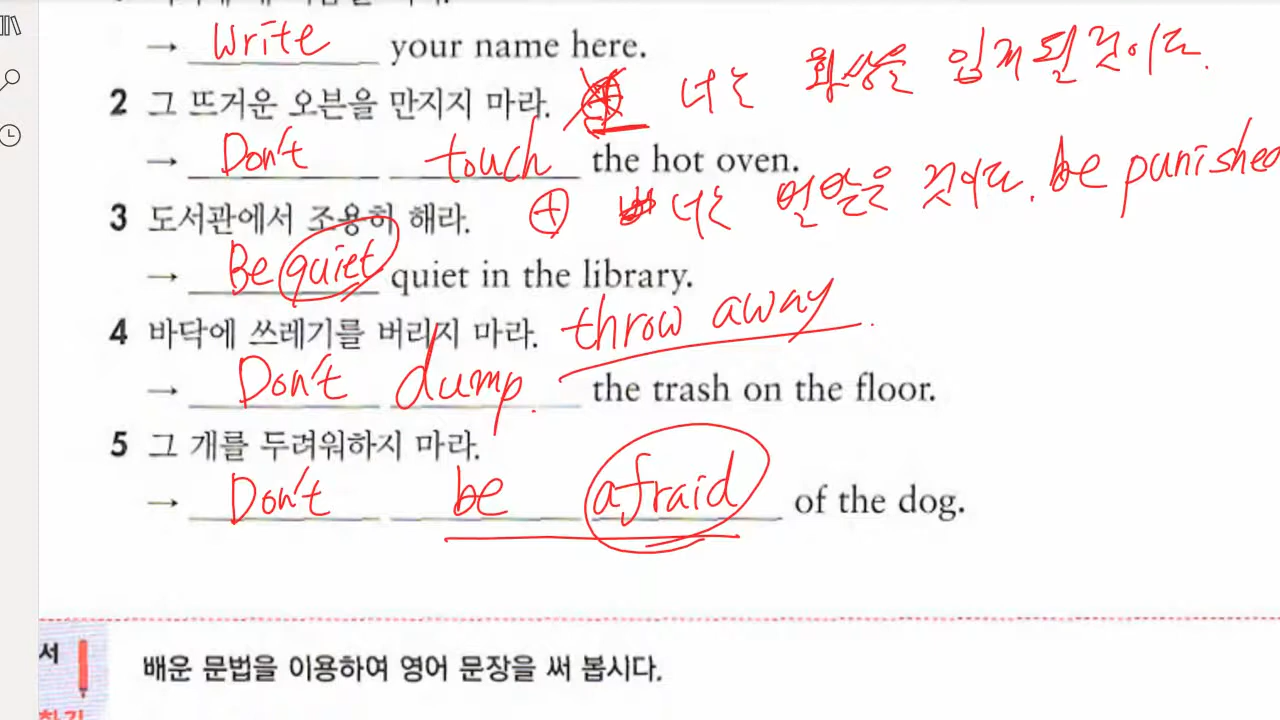 → Write your name here.
너는 화상을 입게 될 것이다.
2 그 뜨거운 오븐을 만지지 마라.
→ Don't touch the hot oven.
3 도서관에서 조용히 해라. ⊕ 너는 벌 받을 것이다. be punished
→ Be quiet quiet in the library.
4 바닥에 쓰레기를 버리지 마라. throw away
→ Don't dump the trash on the floor.
5 그 개를 두려워하지 마라.
→ Don't be afraid of the dog.
서
배운 문법을 이용하여 영어 문장을 써 봅시다.
하기